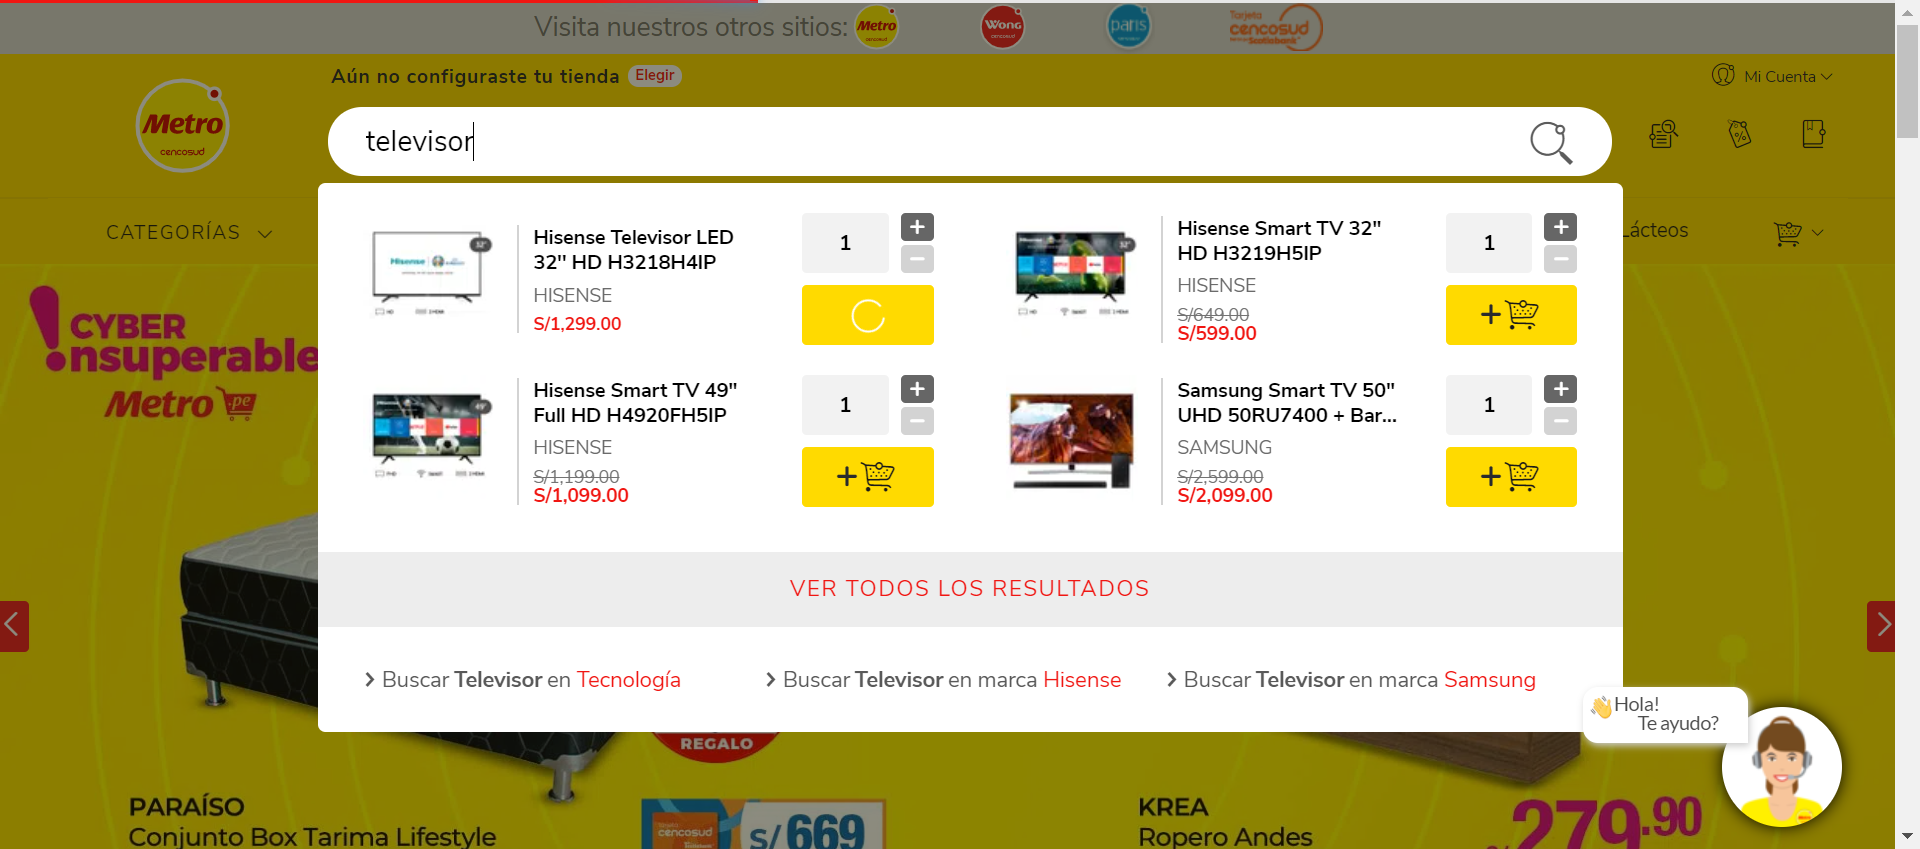 Visita nuestros otros sitios:
Metro
cencosud
Wong
cencosud
paris
cencosud
Tarjeta
cencosud
Scotiabank
Aún no configuraste tu tienda
Elegir
Mi Cuenta
Metro
cencosud
televisor
CATEGORÍAS
Lácteos
Hisense Televisor LED
32" HD H3218H4IP
HISENSE
S/1,299.00
1
+
−
Hisense Smart TV 32"
HD H3219H5IP
HISENSE
S/649.00
S/599.00
1
+
−
+
Hisense Smart TV 49"
Full HD H4920FH5IP
HISENSE
S/1,199.00
S/1,099.00
1
+
−
+
Samsung Smart TV 50"
UHD 50RU7400 + Bar...
SAMSUNG
S/2,599.00
S/2,099.00
1
+
−
+
VER TODOS LOS RESULTADOS
Buscar Televisor en Tecnología
Buscar Televisor en marca Hisense
Buscar Televisor en marca Samsung
CYBER
!nsuperable
Metro .pe
Hola!
Te ayudo?
REGALO
PARAÍSO
Conjunto Box Tarima Lifestyle
cencosud
S/ 669
KREA
Ropero Andes
279.90